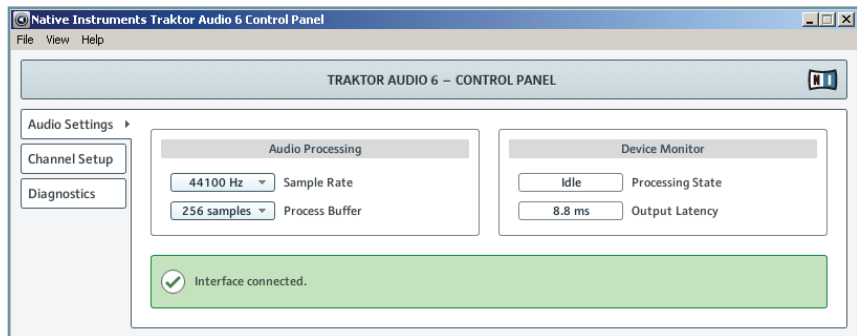 Native Instruments Traktor Audio 6 Control Panel
File View Help
TRAKTOR AUDIO 6 – CONTROL PANEL
NI
Audio Settings
Channel Setup
Diagnostics
Audio Processing
44100 Hz Sample Rate
256 samples Process Buffer
Device Monitor
Idle Processing State
8.8 ms Output Latency
Interface connected.